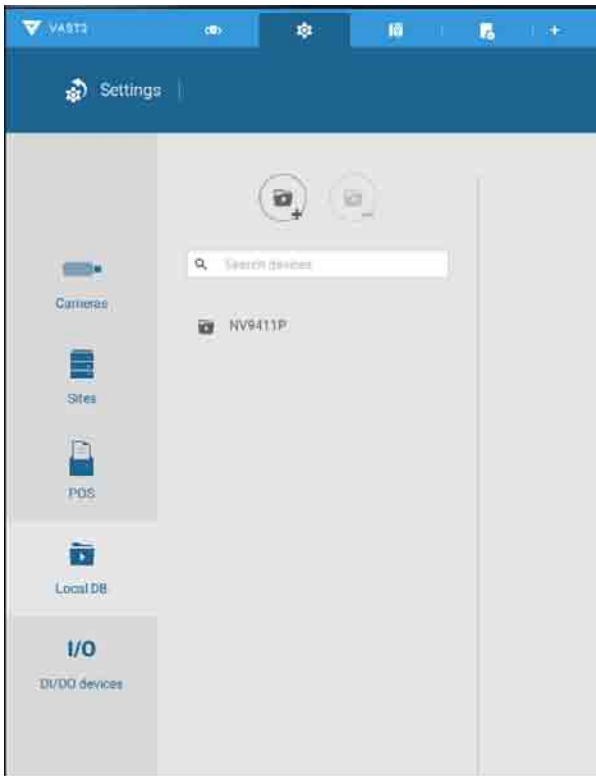 VAST2
Settings
Search devices
Cameras
NV9411P
Sites
POS
Local DB
I/O
DI/DO devices